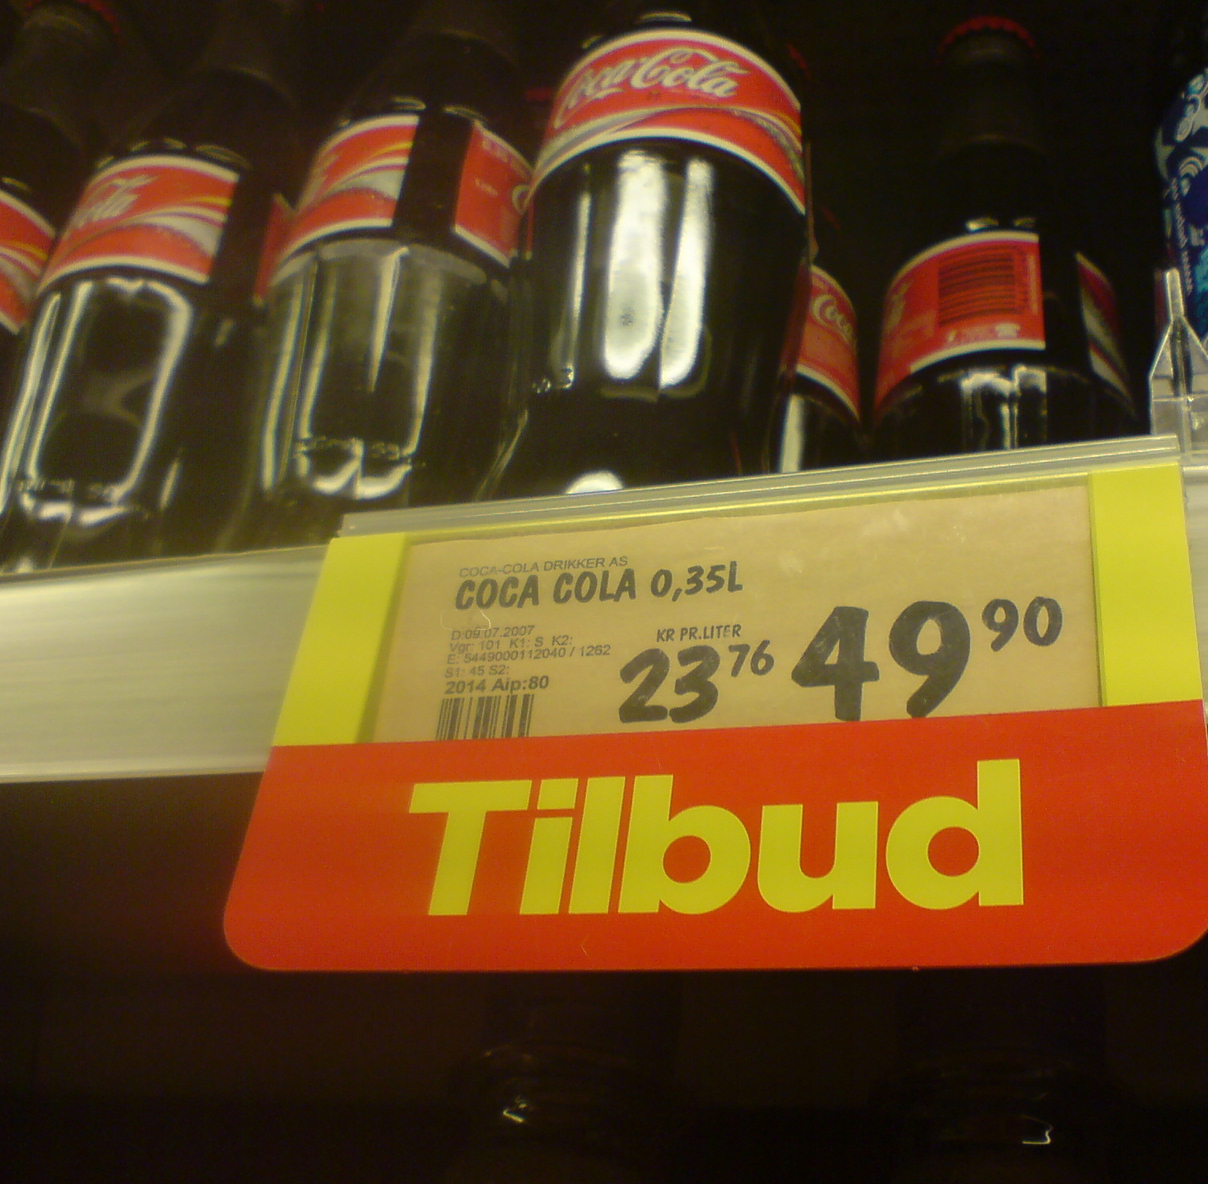 Coca-Cola
COCA-COLA DRIKKER AS
COCA COLA 0,35L
D:09.07.2007
Vgr: 101 K1: S K2:
E: 5449000112040 / 1262
S1: 45 S2:
2014 Aip:80
KR PR.LITER
23 76
49 90
Tilbud